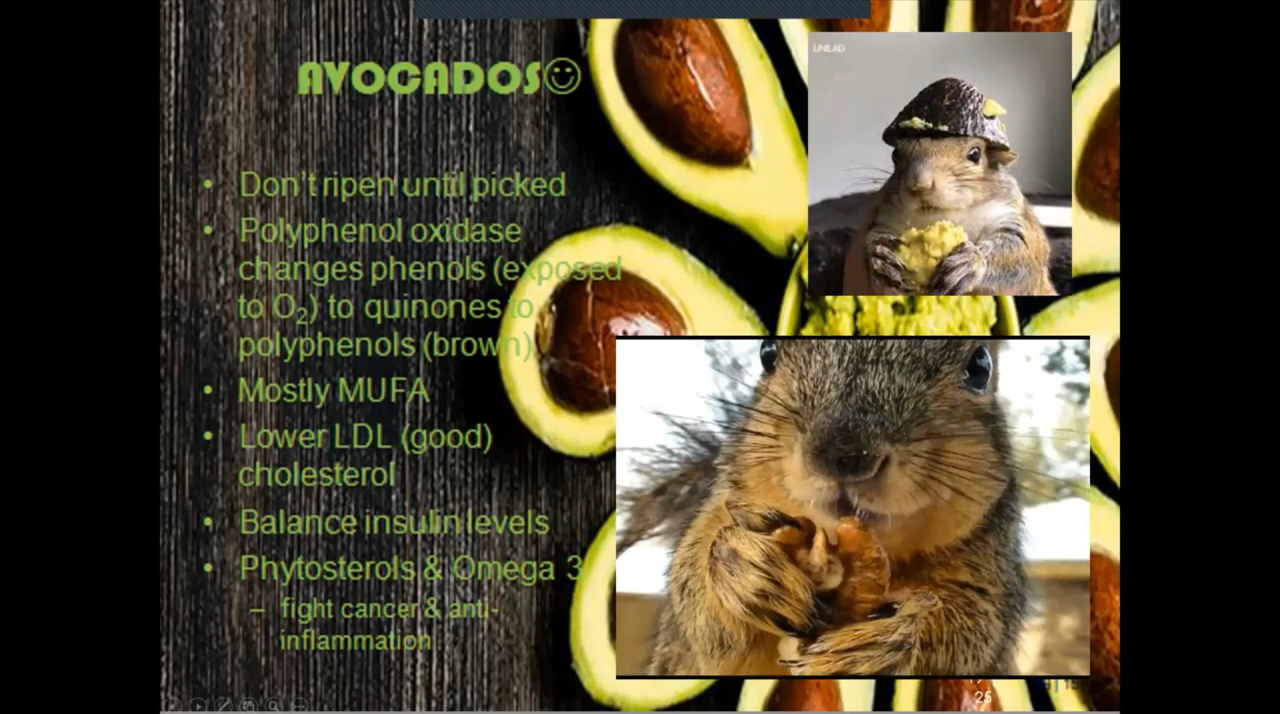 UNILAD
AVOCADOS☺
• Don't ripen until picked
• Polyphenol oxidase
changes phenols (exposed
to O₂) to quinones to
polyphenols (brown)
• Mostly MUFA
• Lower LDL (good)
cholesterol
• Balance insulin levels
• Phytosterols & Omega 3
– fight cancer & anti-
inflammation
25